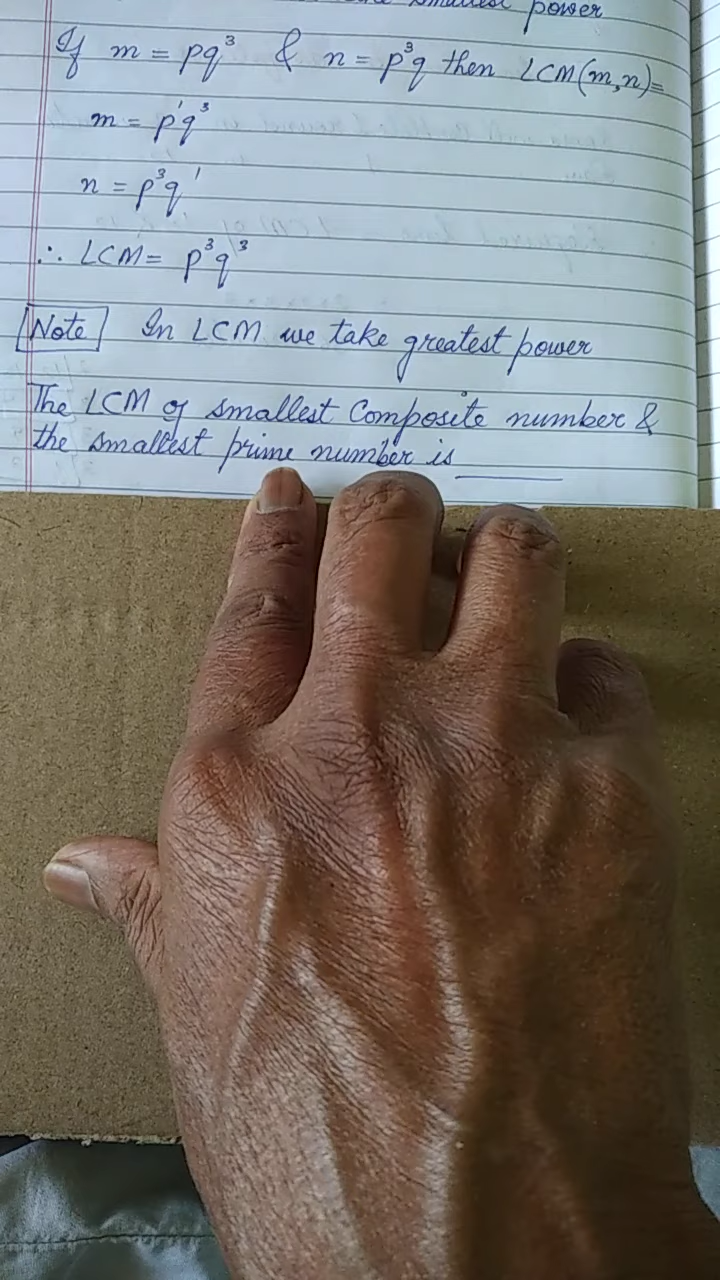 smallest power
If m = pq³ & n = p³q then LCM(m,n)=
m = p¹q³
n = p³q¹
∴ LCM = p³q³
Note In LCM we take greatest power
The LCM of smallest Composite number &
the smallest prime number is ______